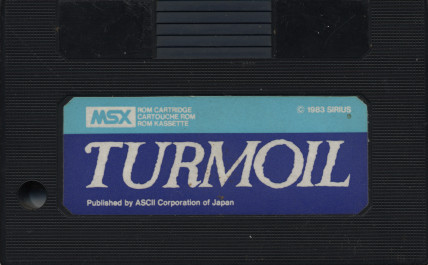 MSX
ROM CARTRIDGE
CARTOUCHE ROM
ROM KASSETTE
© 1983 SIRIUS
TURMOIL
Published by ASCII Corporation of Japan